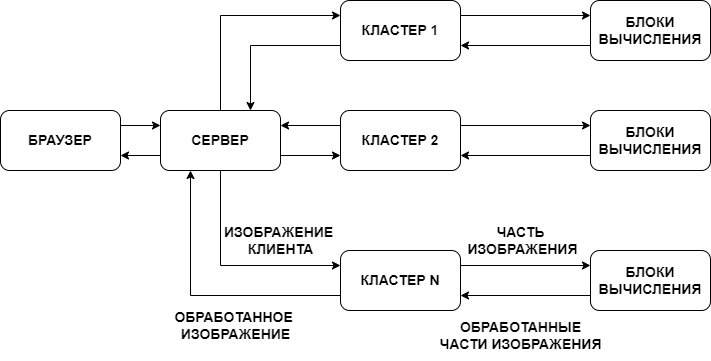 КЛАСТЕР 1
БЛОКИ
ВЫЧИСЛЕНИЯ
БРАУЗЕР
СЕРВЕР
КЛАСТЕР 2
БЛОКИ
ВЫЧИСЛЕНИЯ
ИЗОБРАЖЕНИЕ
КЛИЕНТА
ЧАСТЬ
ИЗОБРАЖЕНИЯ
КЛАСТЕР N
БЛОКИ
ВЫЧИСЛЕНИЯ
ОБРАБОТАННОЕ
ИЗОБРАЖЕНИЕ
ОБРАБОТАННЫЕ
ЧАСТИ ИЗОБРАЖЕНИЯ